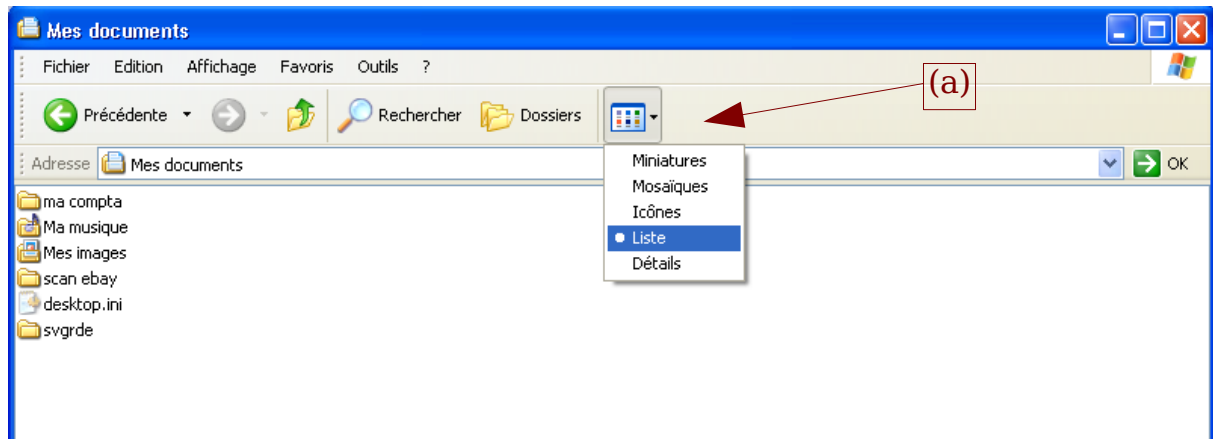 Mes documents
Fichier Edition Affichage Favoris Outils ?
(a)
Précédente Rechercher Dossiers
Adresse Mes documents OK
Miniatures
Mosaïques
Icônes
Liste
Détails
ma compta
Ma musique
Mes images
scan ebay
desktop.ini
svgrde